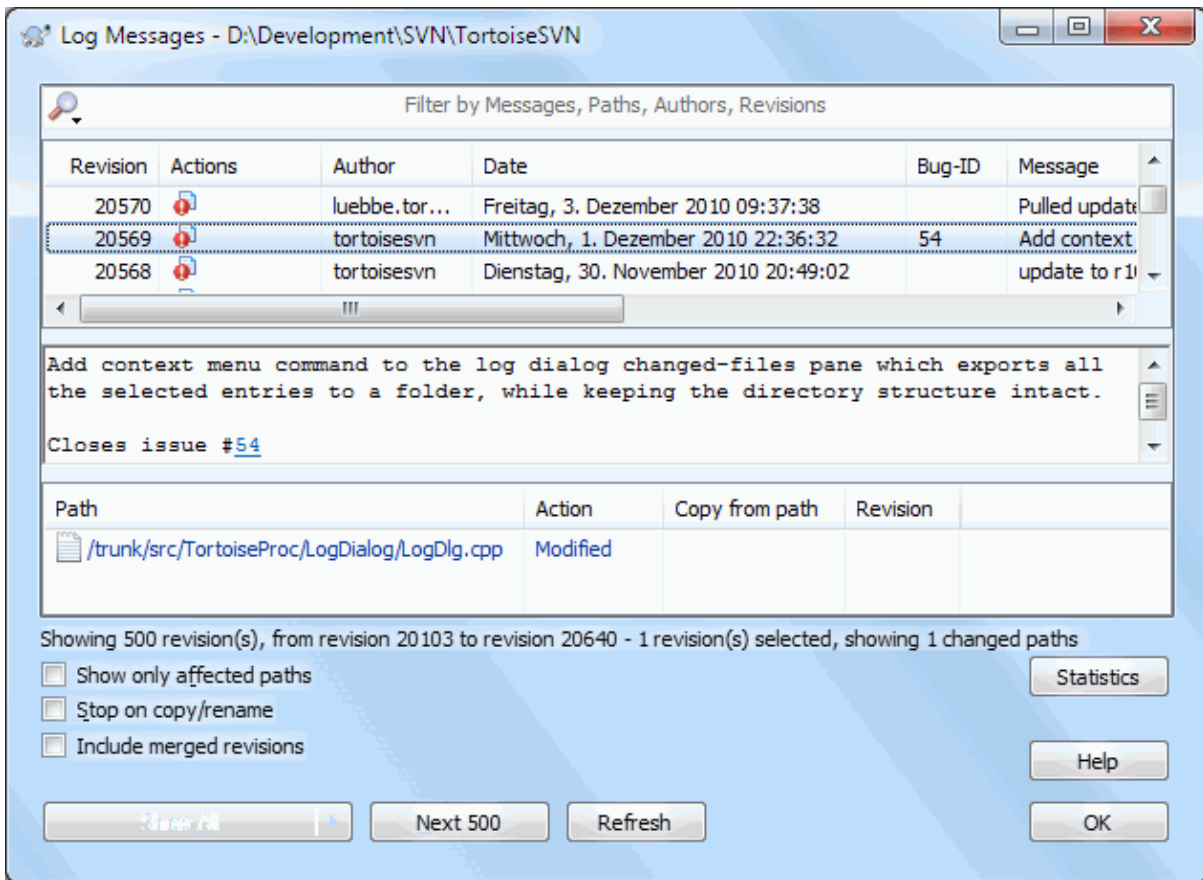 Log Messages - D:\Development\SVN\TortoiseSVN
Filter by Messages, Paths, Authors, Revisions
Revision Actions Author Date Bug-ID Message
20570 luebbe.tor... Freitag, 3. Dezember 2010 09:37:38 Pulled update
20569 tortoisesvn Mittwoch, 1. Dezember 2010 22:36:32 54 Add context
20568 tortoisesvn Dienstag, 30. November 2010 20:49:02 update to
Add context menu command to the log dialog changed-files pane which exports all
the selected entries to a folder, while keeping the directory structure intact.
Closes issue #54
Path Action Copy from path Revision
/trunk/src/TortoiseProc/LogDialog/LogDlg.cpp Modified
Showing 500 revision(s), from revision 20103 to revision 20640 - 1 revision(s) selected, showing 1 changed paths
Show only affected paths
Statistics
Stop on copy/rename
Include merged revisions
Help
Next 500 Refresh OK